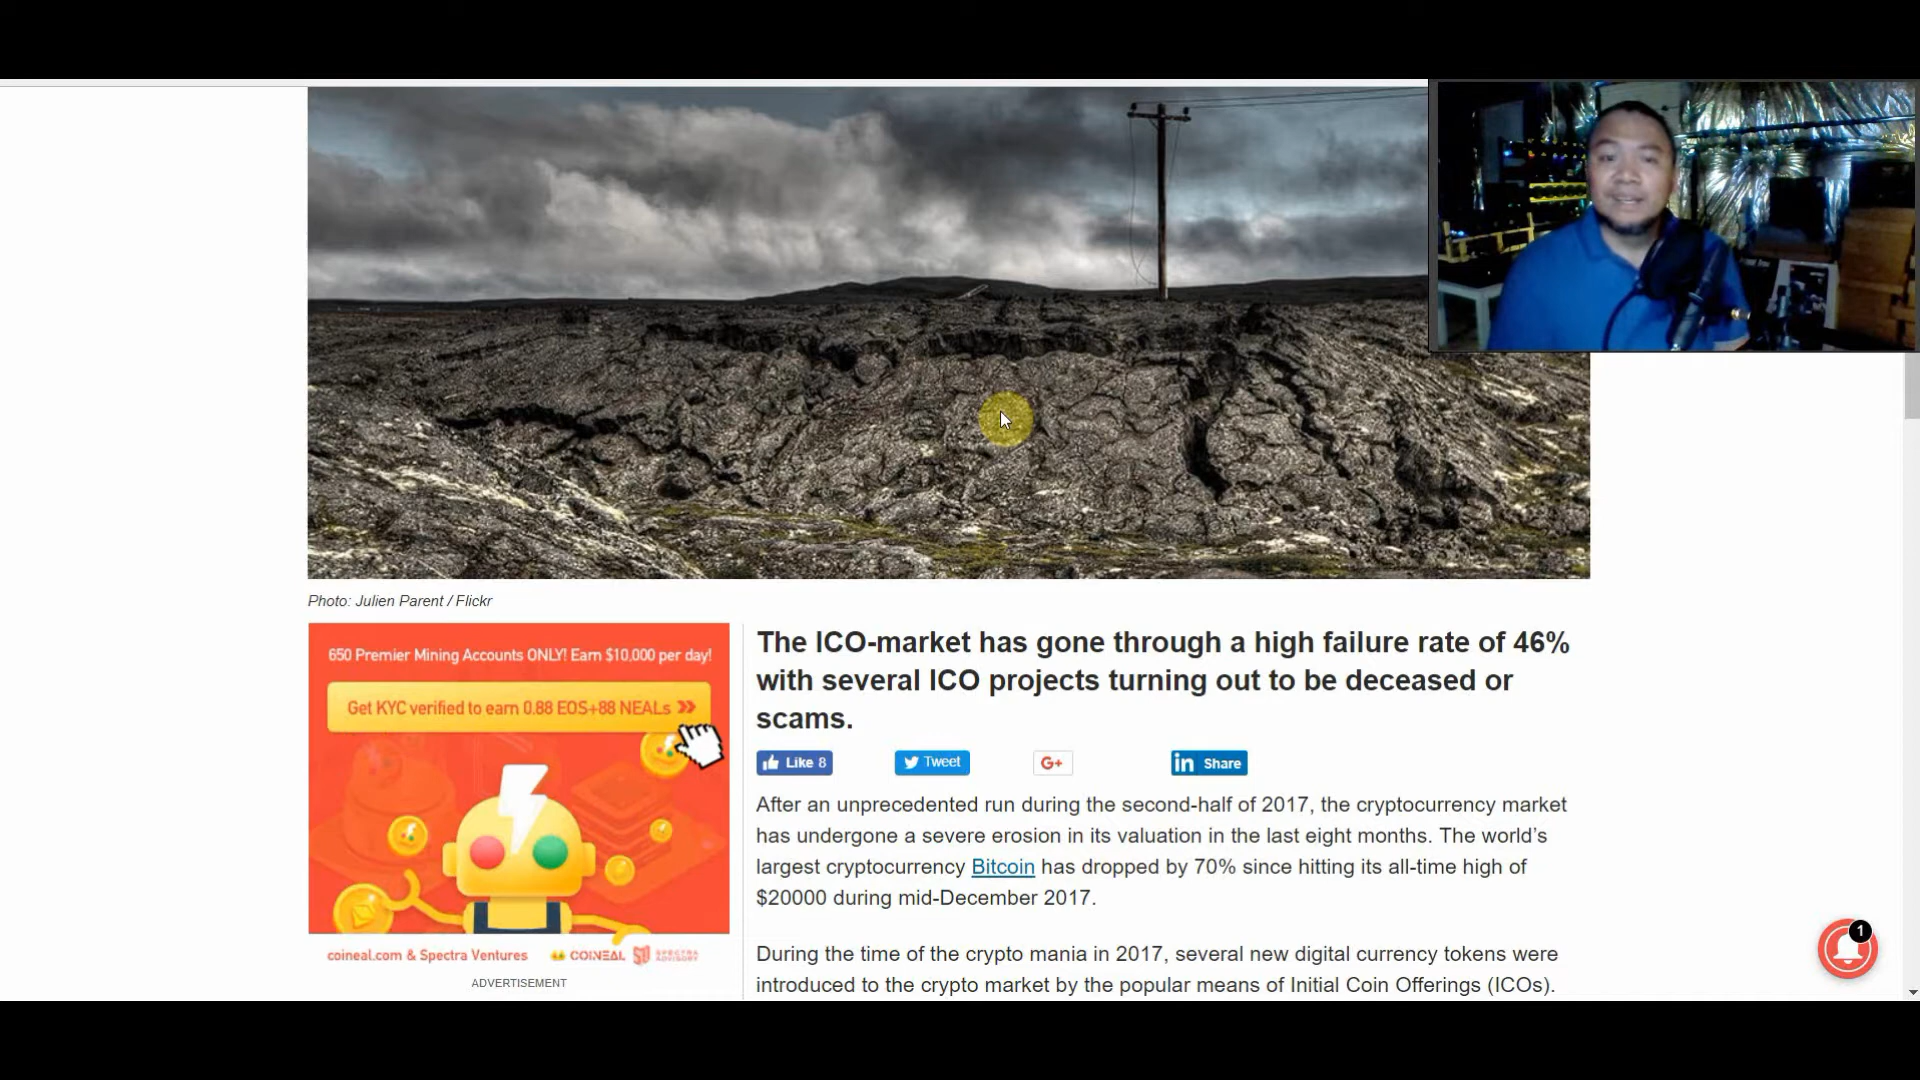 Photo: Julien Parent / Flickr
650 Premier Mining Accounts ONLY! Earn $10,000 per day!
Get KYC verified to earn 0.88 EOS+88 NEALs »
coineal.com & Spectra Ventures
COINEAL
SPECTRA
ADVISORY
ADVERTISEMENT
The ICO-market has gone through a high failure rate of 46%
with several ICO projects turning out to be deceased or
scams.
Like 8
Tweet
G+
in Share
After an unprecedented run during the second-half of 2017, the cryptocurrency market
has undergone a severe erosion in its valuation in the last eight months. The world’s
largest cryptocurrency Bitcoin has dropped by 70% since hitting its all-time high of
$20000 during mid-December 2017.
During the time of the crypto mania in 2017, several new digital currency tokens were
introduced to the crypto market by the popular means of Initial Coin Offerings (ICOs).
1